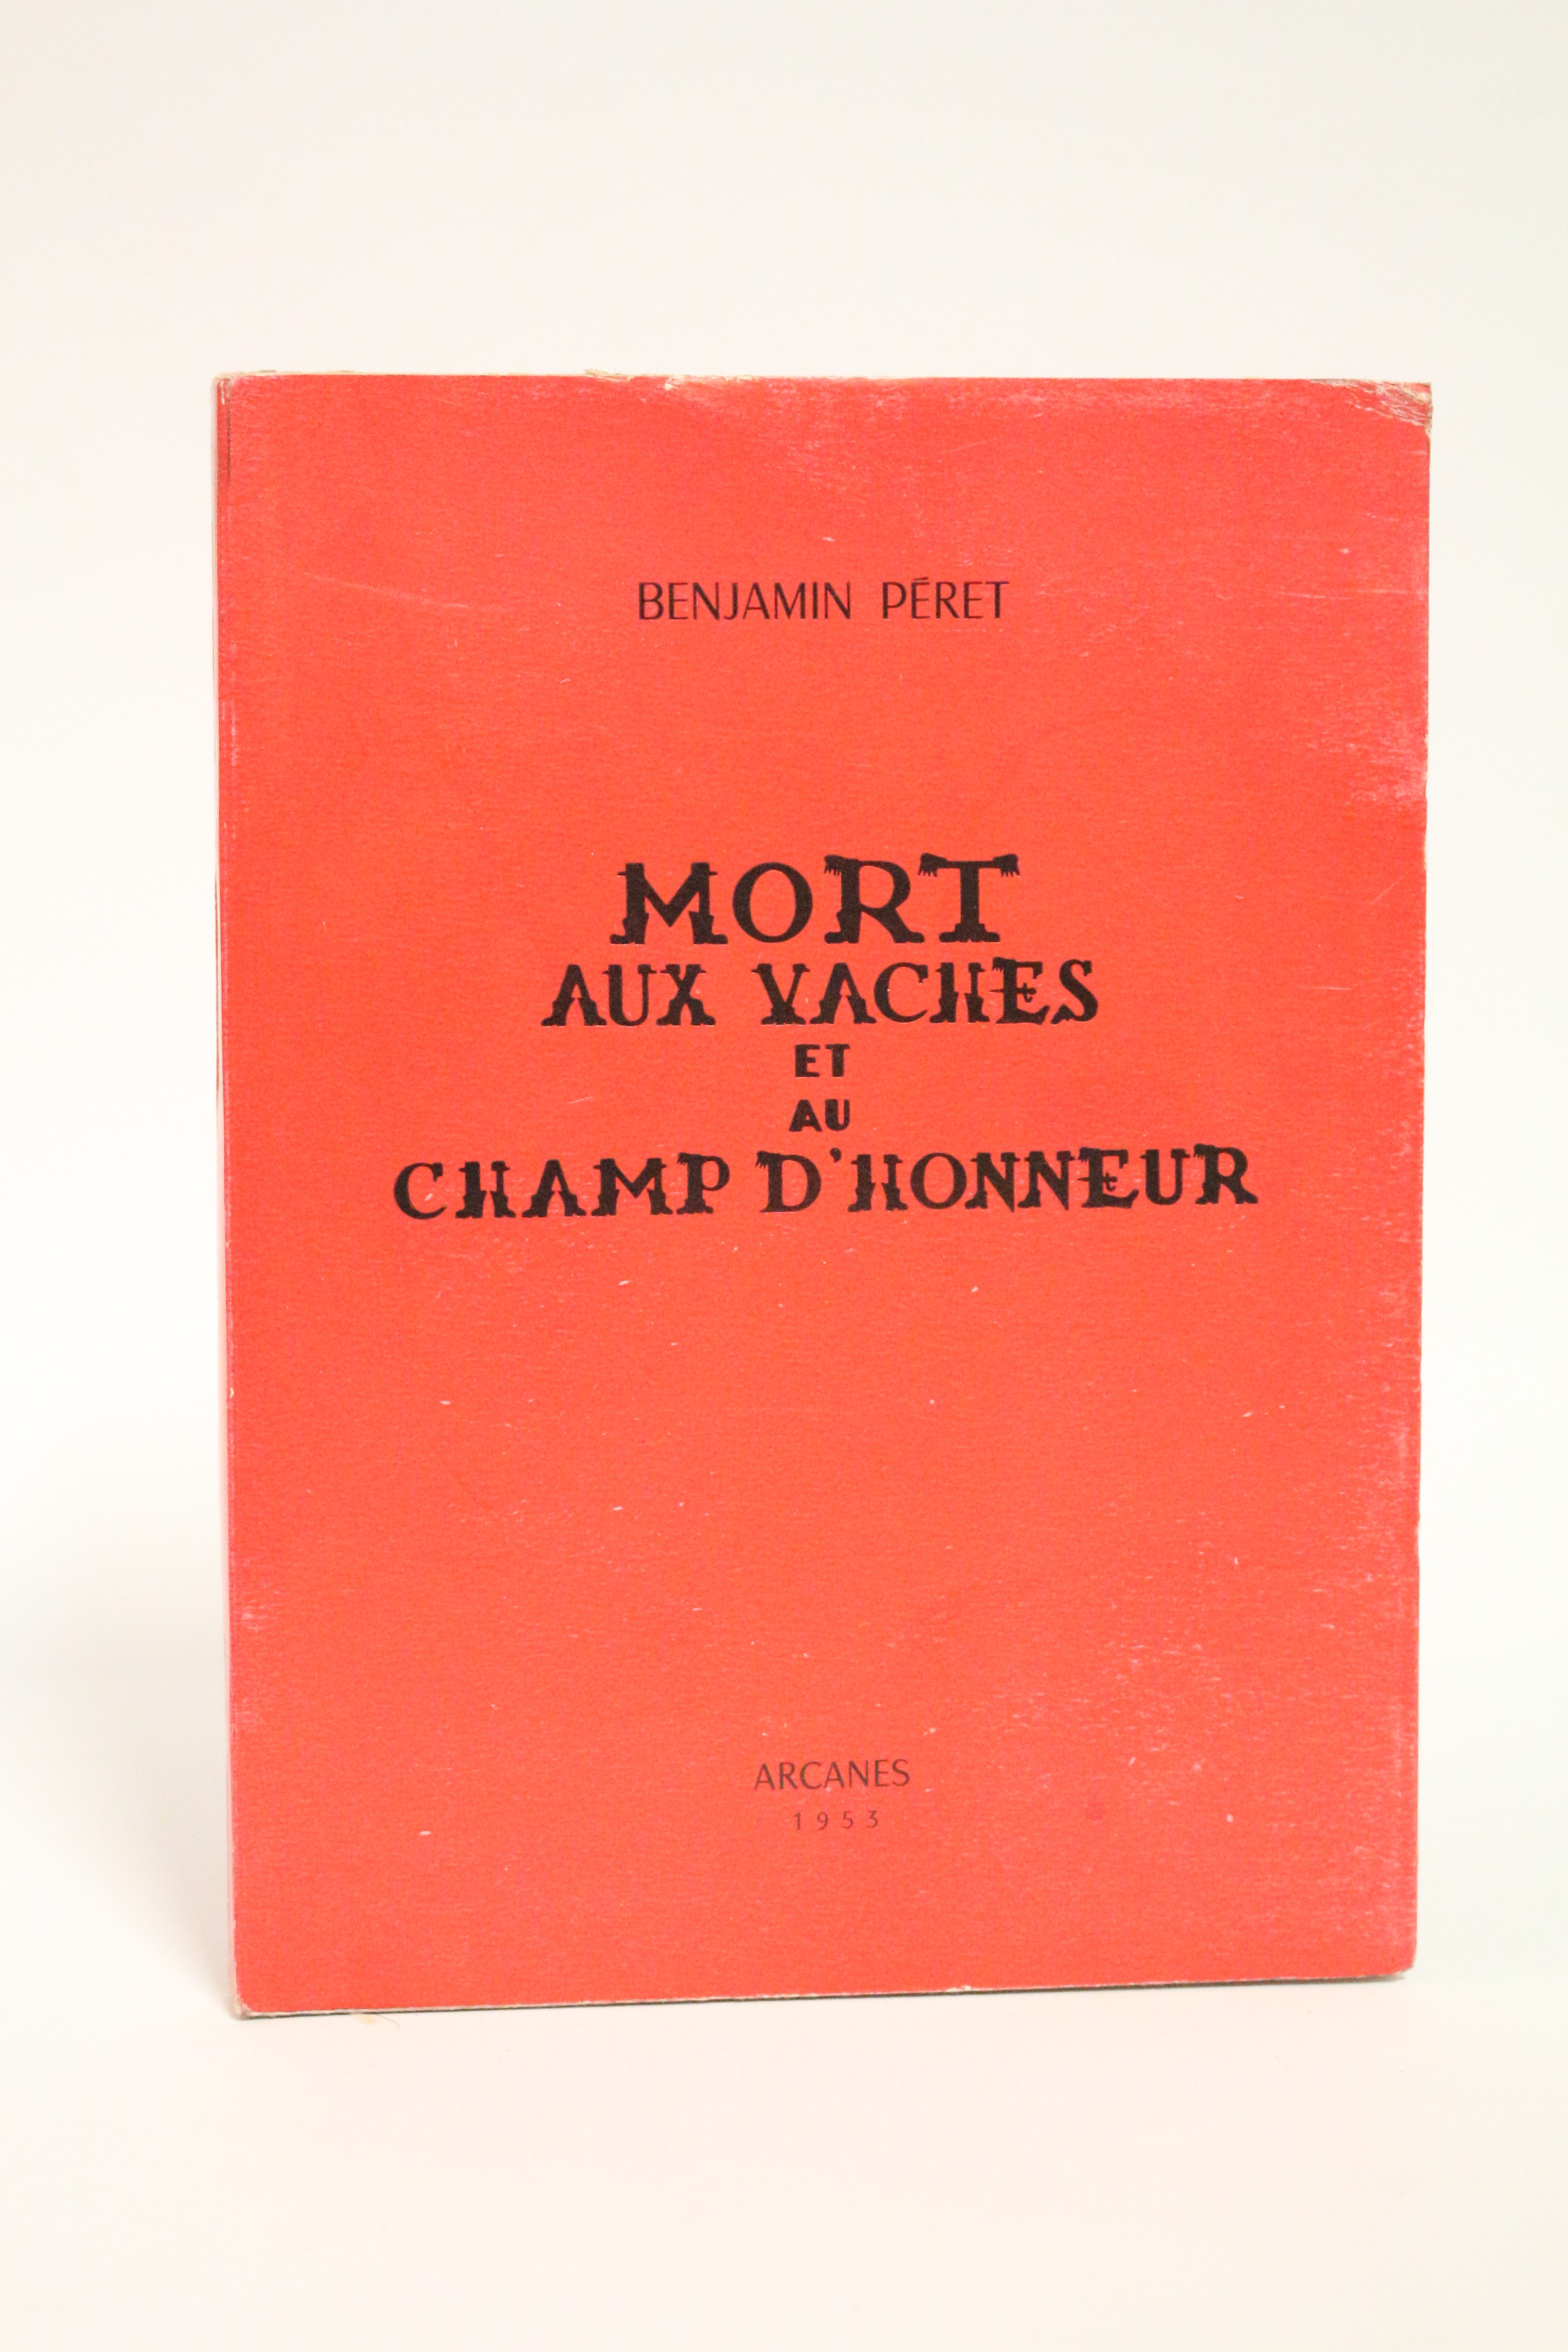 BENJAMIN PÉRET
MORT
AUX VACHES
ET
AU
CHAMP D'HONNEUR
ARCANES
1953